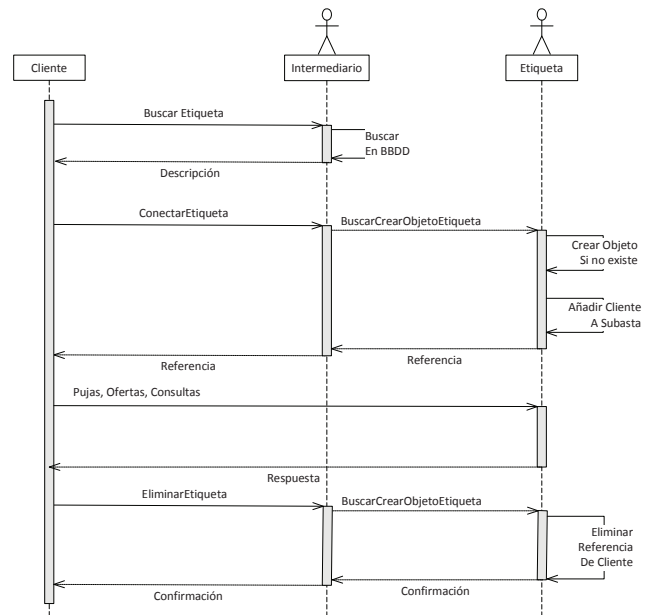 Cliente
Intermediario
Etiqueta
Buscar Etiqueta
Buscar
En BBDD
Descripción
ConectarEtiqueta
BuscarCrearObjetoEtiqueta
Crear Objeto
Si no existe
Añadir Cliente
A Subasta
Referencia
Referencia
Pujas, Ofertas, Consultas
Respuesta
EliminarEtiqueta
BuscarCrearObjetoEtiqueta
Eliminar
Referencia
De Cliente
Confirmación
Confirmación